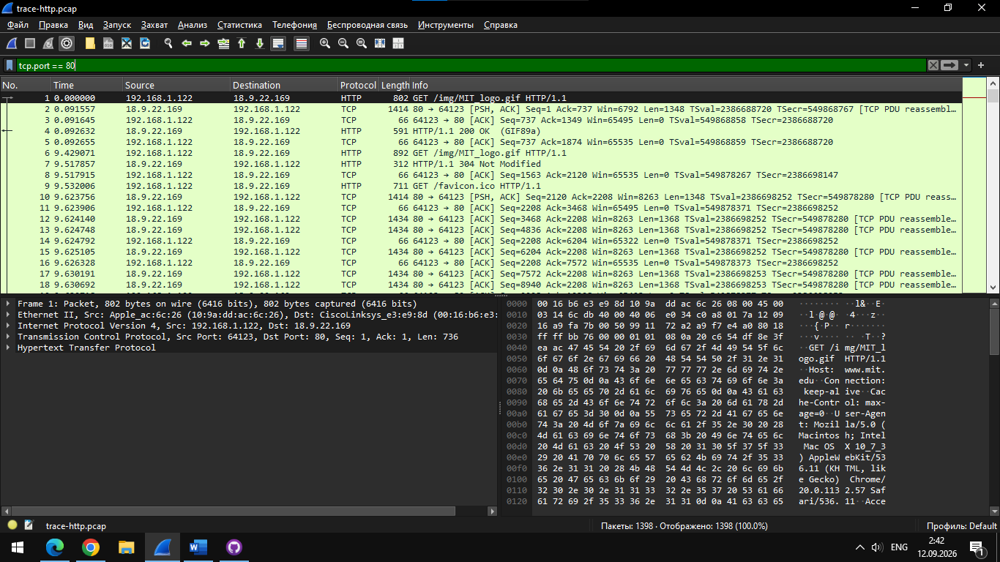 trace-http.pcap
Файл Правка Вид Запуск Захват Анализ Статистика Телефония Беспроводная связь Инструменты Справка
tcp.port == 80
No. Time Source Destination Protocol Length Info
1 0.000000 192.168.1.122 18.9.22.169 HTTP 802 GET /img/MIT_logo.gif HTTP/1.1
2 0.091557 18.9.22.169 192.168.1.122 TCP 1414 80 → 64123 [PSH, ACK] Seq=1 Ack=737 Win=6792 Len=1348 TSval=2386688720 TSecr=549868767 [TCP PDU reassembl…
3 0.091645 192.168.1.122 18.9.22.169 TCP 66 64123 → 80 [ACK] Seq=737 Ack=1349 Win=65495 Len=0 TSval=549868858 TSecr=2386688720
4 0.092632 18.9.22.169 192.168.1.122 HTTP 591 HTTP/1.1 200 OK (GIF89a)
5 0.092655 192.168.1.122 18.9.22.169 TCP 66 64123 → 80 [ACK] Seq=737 Ack=1874 Win=65535 Len=0 TSval=549868859 TSecr=2386688720
6 9.429071 192.168.1.122 18.9.22.169 HTTP 892 GET /img/MIT_logo.gif HTTP/1.1
7 9.517857 18.9.22.169 192.168.1.122 HTTP 312 HTTP/1.1 304 Not Modified
8 9.517915 192.168.1.122 18.9.22.169 TCP 66 64123 → 80 [ACK] Seq=1563 Ack=2120 Win=65535 Len=0 TSval=549878267 TSecr=2386698147
9 9.532006 192.168.1.122 18.9.22.169 HTTP 711 GET /favicon.ico HTTP/1.1
10 9.623756 18.9.22.169 192.168.1.122 TCP 1414 80 → 64123 [PSH, ACK] Seq=2120 Ack=2208 Win=8263 Len=1348 TSval=2386698252 TSecr=549878280 [TCP PDU reass…
11 9.623906 192.168.1.122 18.9.22.169 TCP 66 64123 → 80 [ACK] Seq=2208 Ack=3468 Win=65495 Len=0 TSval=549878371 TSecr=2386698252
12 9.624140 18.9.22.169 192.168.1.122 TCP 1434 80 → 64123 [ACK] Seq=3468 Ack=2208 Win=8263 Len=1368 TSval=2386698252 TSecr=549878280 [TCP PDU reassemble…
13 9.624748 18.9.22.169 192.168.1.122 TCP 1434 80 → 64123 [ACK] Seq=4836 Ack=2208 Win=8263 Len=1368 TSval=2386698252 TSecr=549878280 [TCP PDU reassemble…
14 9.624792 192.168.1.122 18.9.22.169 TCP 66 64123 → 80 [ACK] Seq=2208 Ack=6204 Win=65322 Len=0 TSval=549878371 TSecr=2386698252
15 9.625105 18.9.22.169 192.168.1.122 TCP 1434 80 → 64123 [ACK] Seq=6204 Ack=2208 Win=8263 Len=1368 TSval=2386698252 TSecr=549878280 [TCP PDU reassemble…
16 9.626328 192.168.1.122 18.9.22.169 TCP 66 64123 → 80 [ACK] Seq=2208 Ack=7572 Win=65535 Len=0 TSval=549878373 TSecr=2386698252
17 9.630191 18.9.22.169 192.168.1.122 TCP 1434 80 → 64123 [ACK] Seq=7572 Ack=2208 Win=8263 Len=1368 TSval=2386698253 TSecr=549878280 [TCP PDU reassemble…
18 9.630692 18.9.22.169 192.168.1.122 TCP 1434 80 → 64123 [ACK] Seq=8940 Ack=2208 Win=8263 Len=1368 TSval=2386698253 TSecr=549878280 [TCP PDU reassemble…
Frame 1: Packet, 802 bytes on wire (6416 bits), 802 bytes captured (6416 bits)
Ethernet II, Src: Apple_ac:6c:26 (10:9a:dd:ac:6c:26), Dst: CiscoLinksys_e3:e9:8d (00:16:b6:e3:
Internet Protocol Version 4, Src: 192.168.1.122, Dst: 18.9.22.169
Transmission Control Protocol, Src Port: 64123, Dst Port: 80, Seq: 1, Ack: 1, Len: 736
Hypertext Transfer Protocol
0000 00 16 b6 e3 e9 8d 10 9a dd ac 6c 26 08 00 45 00 ········ ··l&··E·
0010 03 14 6c db 40 00 40 06 e0 34 c0 a8 01 7a 12 09 ··l·@·@· ·4···z··
0020 16 a9 fa 7b 00 50 99 11 72 a2 a9 f7 e4 a0 80 18 ···{·P·· r·······
0030 ff ff bb 76 00 00 01 01 08 0a 20 c6 54 df 8e 3f ···v···· ·· ·T··?
0040 ea ac 47 45 54 20 2f 69 6d 67 2f 4d 49 54 5f 6c ··GET /i mg/MIT_l
0050 6f 67 6f 2e 67 69 66 20 48 54 54 50 2f 31 2e 31 ogo.gif HTTP/1.1
0060 0d 0a 48 6f 73 74 3a 20 77 77 77 2e 6d 69 74 2e ··Host: www.mit.
0070 65 64 75 0d 0a 43 6f 6e 6e 65 63 74 69 6f 6e 3a edu··Con nection:
0080 20 6b 65 65 70 2d 61 6c 69 76 65 0d 0a 43 61 63 keep-al ive··Cac
0090 68 65 2d 43 6f 6e 74 72 6f 6c 3a 20 6d 61 78 2d he-Contr ol: max-
00a0 61 67 65 3d 30 0d 0a 55 73 65 72 2d 41 67 65 6e age=0··U ser-Agen
00b0 74 3a 20 4d 6f 7a 69 6c 6c 61 2f 35 2e 30 20 28 t: Mozil la/5.0 (
00c0 4d 61 63 69 6e 74 6f 73 68 3b 20 49 6e 74 65 6c Macintos h; Intel
00d0 20 4d 61 63 20 4f 53 20 58 20 31 30 5f 37 5f 33 Mac OS X 10_7_3
00e0 29 20 41 70 70 6c 65 57 65 62 4b 69 74 2f 35 33 ) AppleW ebKit/53
00f0 36 2e 31 31 20 28 4b 48 54 4d 4c 2c 20 6c 69 6b 6.11 (KH TML, lik
0100 65 20 47 65 63 6b 6f 29 20 43 68 72 6f 6d 65 2f e Gecko) Chrome/
0110 32 30 2e 30 2e 31 31 33 32 2e 35 37 20 53 61 66 20.0.113 2.57 Saf
0120 61 72 69 2f 35 33 36 2e 31 31 0d 0a 41 63 63 65 ari/536. 11··Acce
trace-http.pcap Пакеты: 1398 · Отображено: 1398 (100.0%) Профиль: Default
ENG 2:42
12.09.2026 1